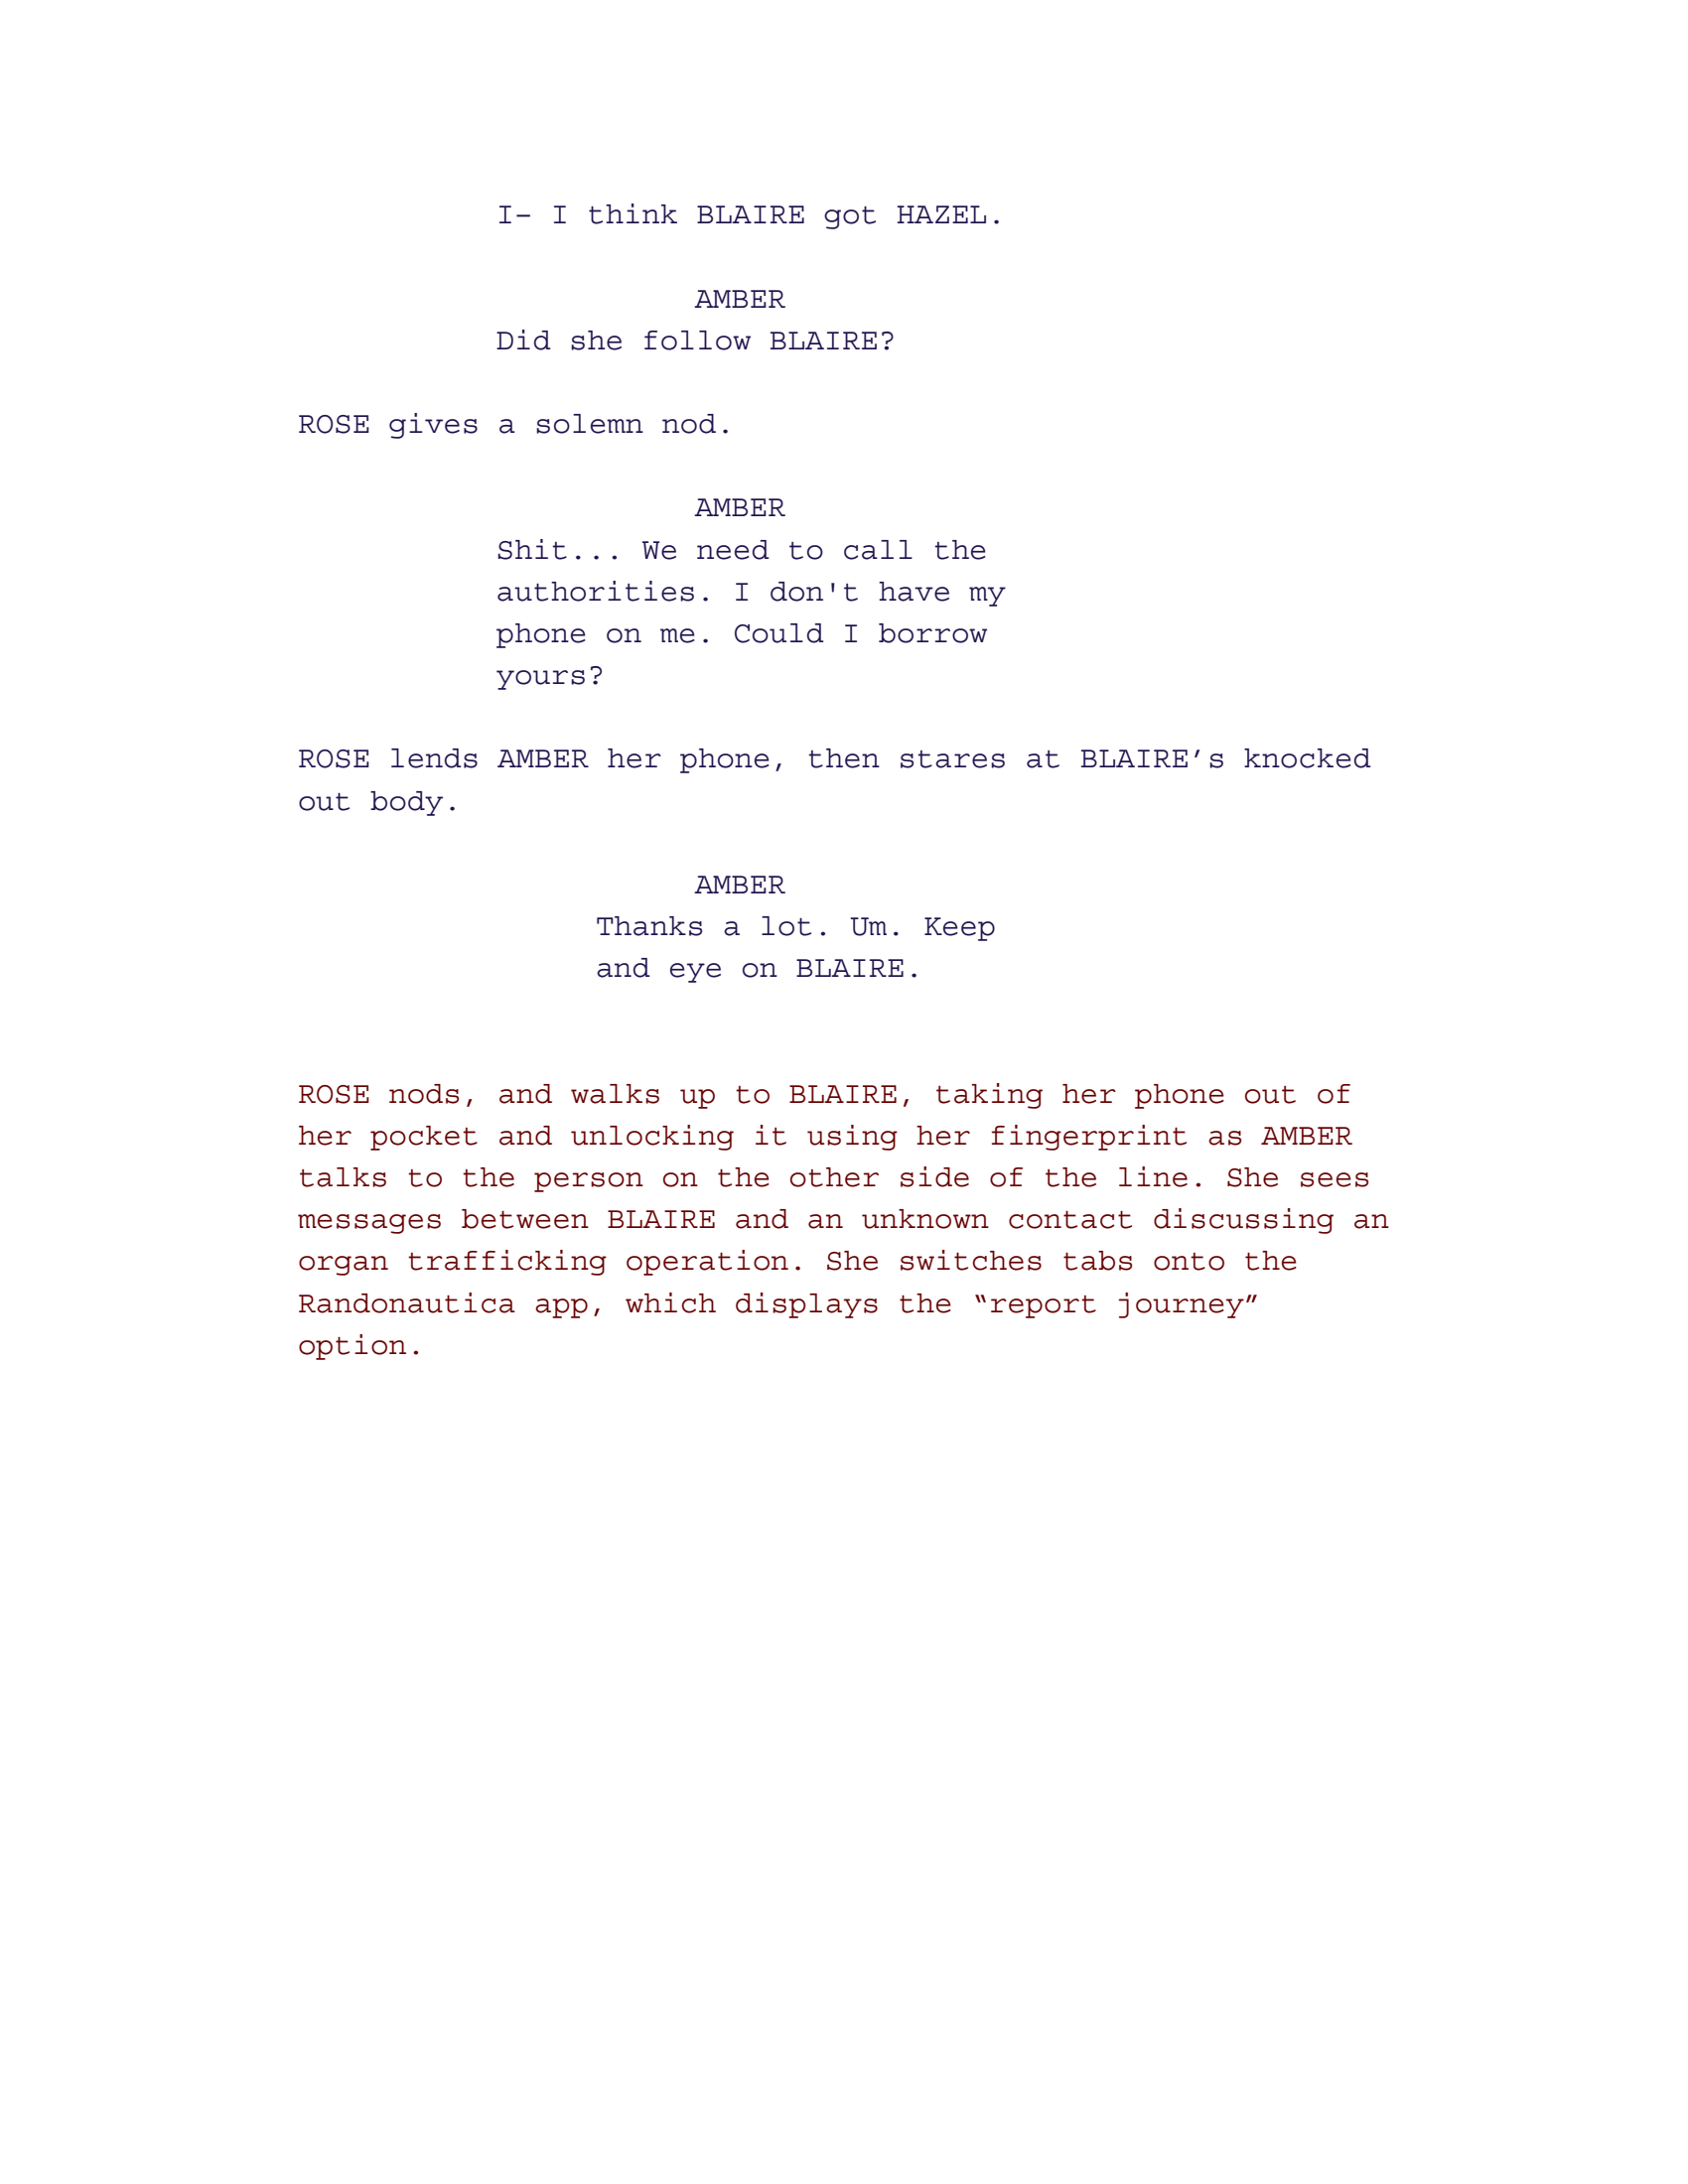 I- I think BLAIRE got HAZEL.
AMBER
Did she follow BLAIRE?
ROSE gives a solemn nod.
AMBER
Shit... We need to call the
authorities. I don't have my
phone on me. Could I borrow
yours?
ROSE lends AMBER her phone, then stares at BLAIRE’s knocked
out body.
AMBER
Thanks a lot. Um. Keep
and eye on BLAIRE.
ROSE nods, and walks up to BLAIRE, taking her phone out of
her pocket and unlocking it using her fingerprint as AMBER
talks to the person on the other side of the line. She sees
messages between BLAIRE and an unknown contact discussing an
organ trafficking operation. She switches tabs onto the
Randonautica app, which displays the “report journey”
option.